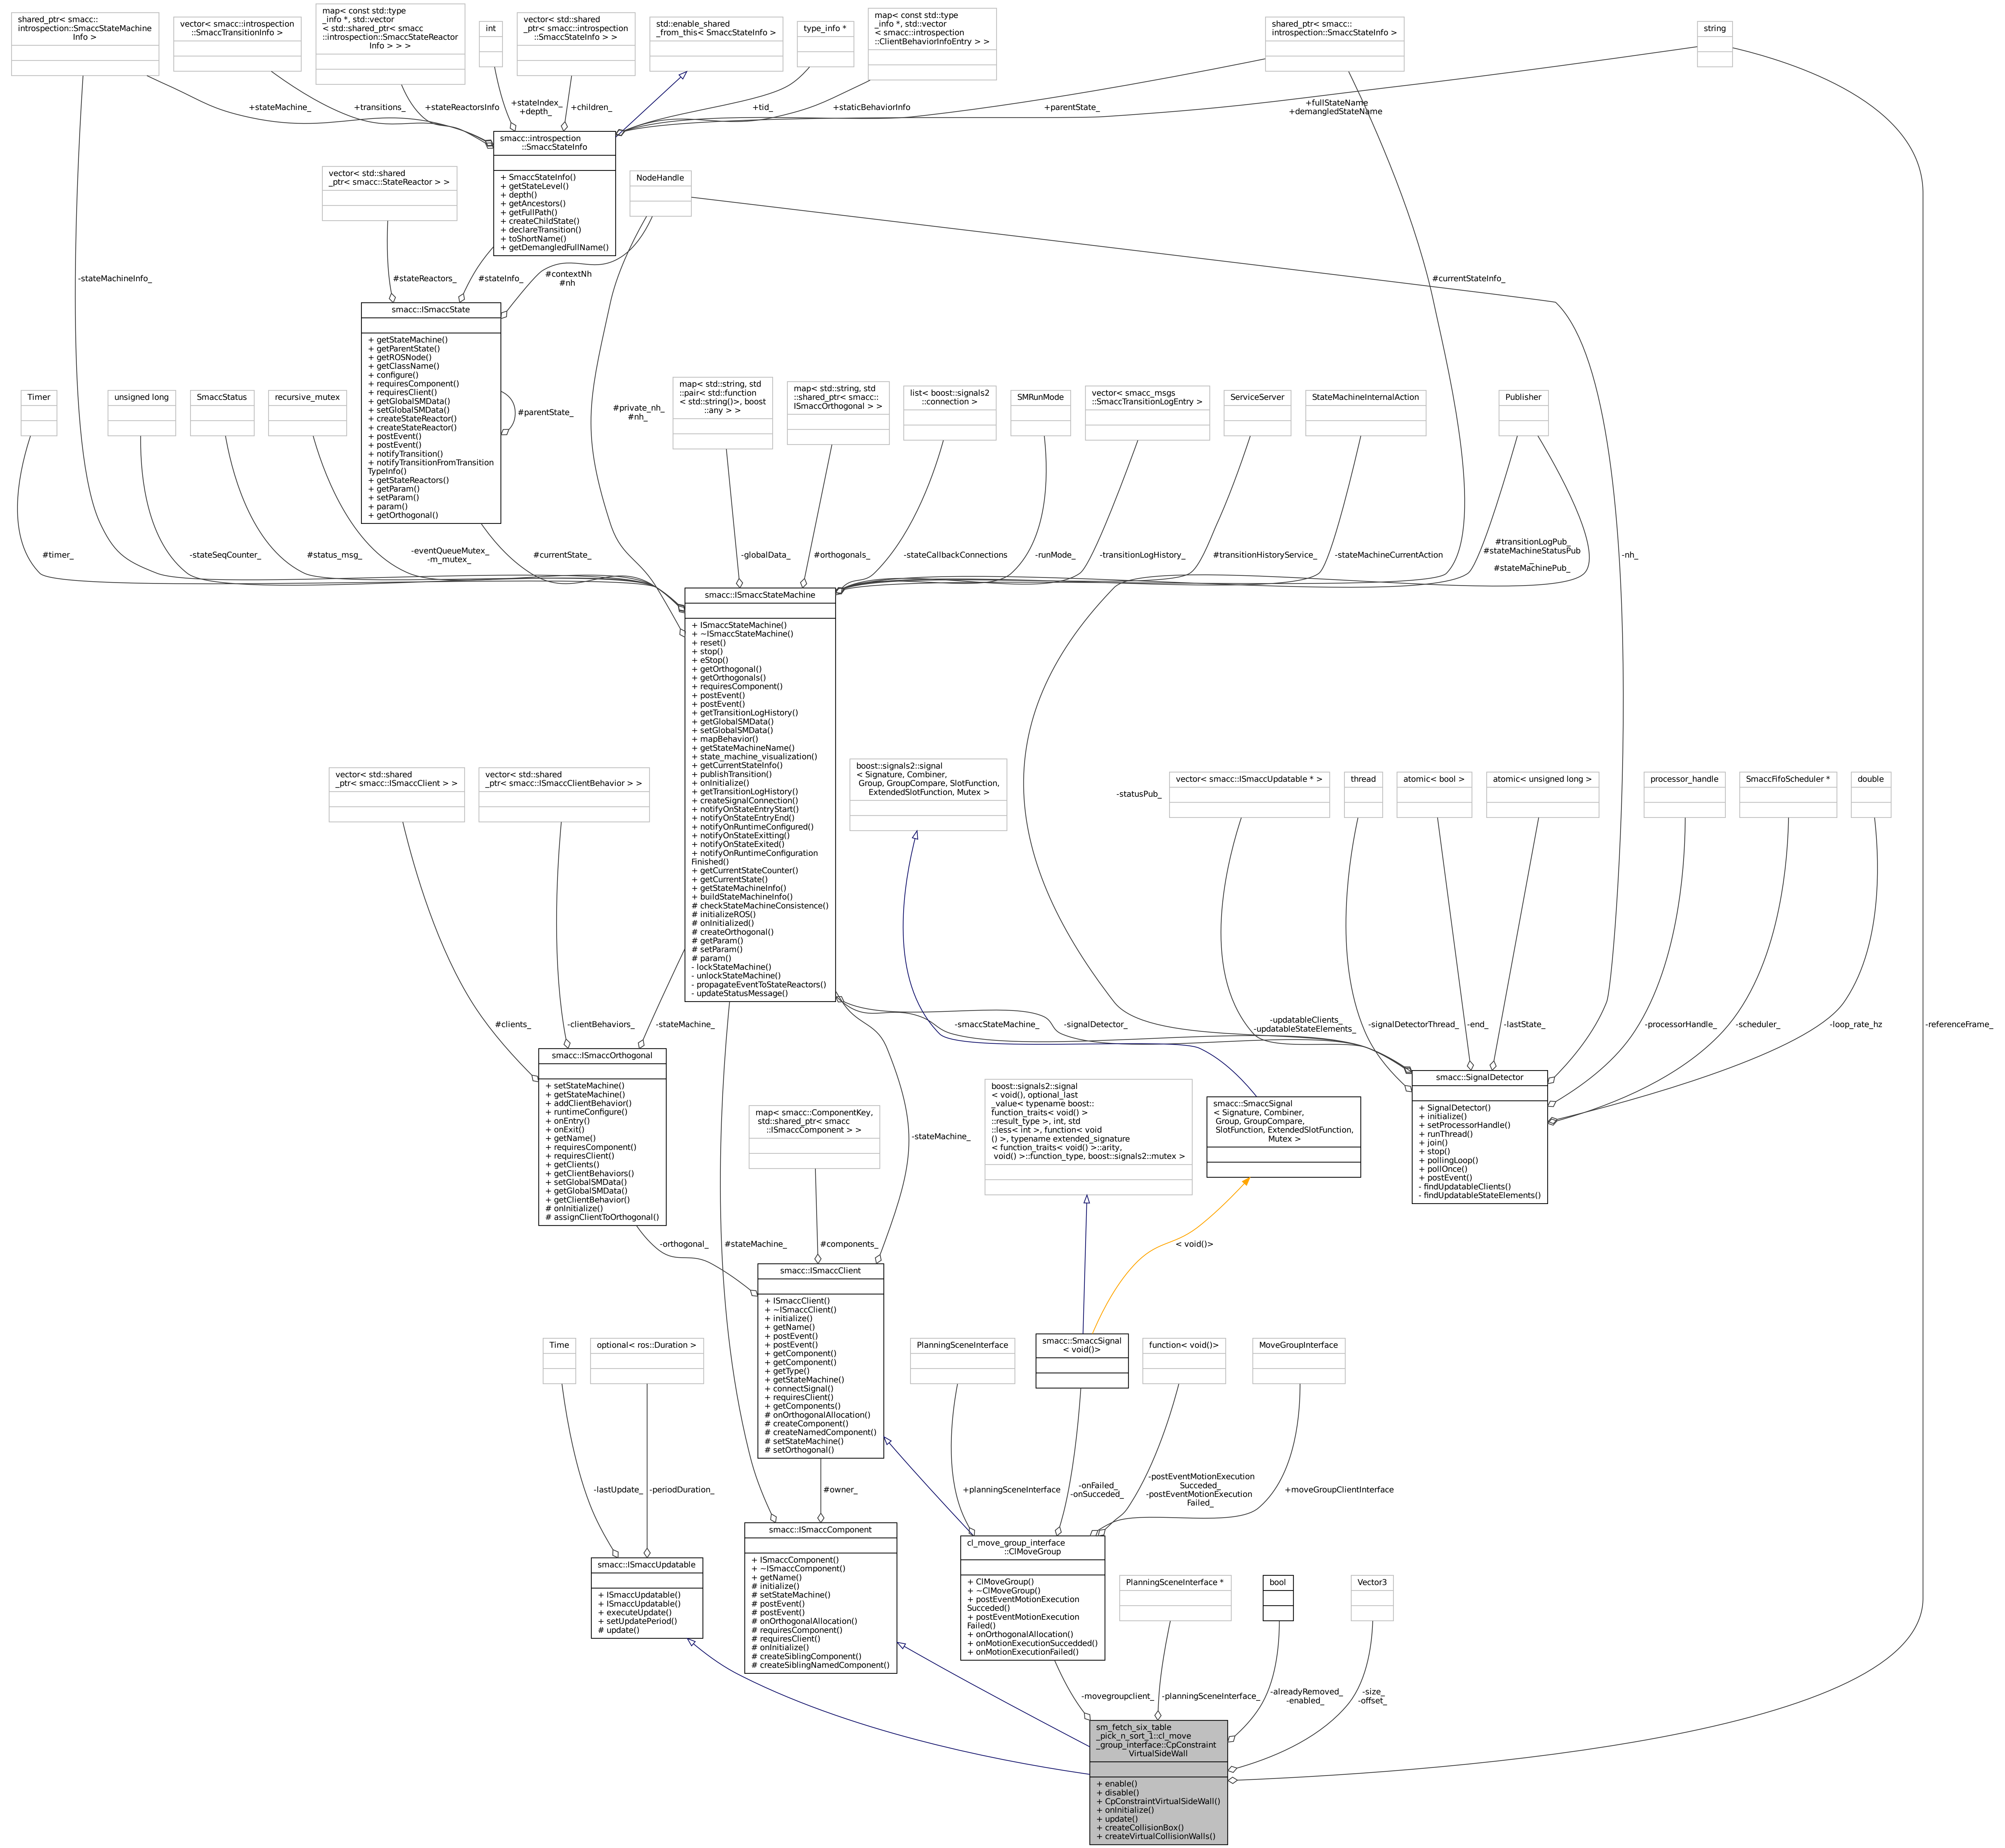 shared_ptr< smacc::
introspection::SmaccStateMachine
Info >
vector< smacc::introspection
::SmaccTransitionInfo >
map< const std::type
_info *, std::vector
< std::shared_ptr< smacc
::introspection::SmaccStateReactor
Info > > >
int
vector< std::shared
_ptr< smacc::introspection
::SmaccStateInfo > >
std::enable_shared
_from_this< SmaccStateInfo >
type_info *
map< const std::type
_info *, std::vector
< smacc::introspection
::ClientBehaviorInfoEntry > >
shared_ptr< smacc::
introspection::SmaccStateInfo >
string
+stateMachine_
+transitions_
+stateReactorsInfo
+stateIndex_
+depth_
+children_
+tid_
+staticBehaviorInfo
+parentState_
+fullStateName
+demangledStateName
smacc::introspection
::SmaccStateInfo
+ SmaccStateInfo()
+ getStateLevel()
+ depth()
+ getAncestors()
+ getFullPath()
+ createChildState()
+ declareTransition()
+ toShortName()
+ getDemangledFullName()
vector< std::shared
_ptr< smacc::StateReactor > >
NodeHandle
-stateMachineInfo_
#stateReactors_
#stateInfo_
#contextNh
#nh
#currentStateInfo_
smacc::ISmaccState
+ getStateMachine()
+ getParentState()
+ getROSNode()
+ getClassName()
+ configure()
+ requiresComponent()
+ requiresClient()
+ getGlobalSMData()
+ setGlobalSMData()
+ createStateReactor()
+ createStateReactor()
+ postEvent()
+ postEvent()
+ notifyTransition()
+ notifyTransitionFromTransition
TypeInfo()
+ getStateReactors()
+ getParam()
+ setParam()
+ param()
+ getOrthogonal()
#parentState_
#private_nh_
#nh_
Timer
unsigned long
SmaccStatus
recursive_mutex
map< std::string, std
::pair< std::function
< std::string()>, boost
::any > >
map< std::string, std
::shared_ptr< smacc::
ISmaccOrthogonal > >
list< boost::signals2
::connection >
SMRunMode
vector< smacc_msgs
::SmaccTransitionLogEntry >
ServiceServer
StateMachineInternalAction
Publisher
#timer_
-stateSeqCounter_
#status_msg_
-eventQueueMutex_
-m_mutex_
#currentState_
-globalData_
#orthogonals_
-stateCallbackConnections
-runMode_
-transitionLogHistory_
#transitionHistoryService_
-stateMachineCurrentAction
#transitionLogPub_
#stateMachineStatusPub
_
#stateMachinePub_
-nh_
smacc::ISmaccStateMachine
+ ISmaccStateMachine()
+ ~ISmaccStateMachine()
+ reset()
+ stop()
+ eStop()
+ getOrthogonal()
+ getOrthogonals()
+ requiresComponent()
+ postEvent()
+ postEvent()
+ getTransitionLogHistory()
+ getGlobalSMData()
+ setGlobalSMData()
+ mapBehavior()
+ getStateMachineName()
+ state_machine_visualization()
+ getCurrentStateInfo()
+ publishTransition()
+ onInitialize()
+ getTransitionLogHistory()
+ createSignalConnection()
+ notifyOnStateEntryStart()
+ notifyOnStateEntryEnd()
+ notifyOnRuntimeConfigured()
+ notifyOnStateExitting()
+ notifyOnStateExited()
+ notifyOnRuntimeConfiguration
Finished()
+ getCurrentStateCounter()
+ getCurrentState()
+ getStateMachineInfo()
+ buildStateMachineInfo()
# checkStateMachineConsistence()
# initializeROS()
# onInitialized()
# createOrthogonal()
# getParam()
# setParam()
# param()
- lockStateMachine()
- unlockStateMachine()
- propagateEventToStateReactors()
- updateStatusMessage()
vector< std::shared
_ptr< smacc::ISmaccClient > >
vector< std::shared
_ptr< smacc::ISmaccClientBehavior > >
boost::signals2::signal
< Signature, Combiner,
Group, GroupCompare, SlotFunction,
ExtendedSlotFunction, Mutex >
-statusPub_
vector< smacc::ISmaccUpdatable * >
thread
atomic< bool >
atomic< unsigned long >
processor_handle
SmaccFifoScheduler *
double
#clients_
-clientBehaviors_
-stateMachine_
-smaccStateMachine_
-signalDetector_
-updatableClients_
-updatableStateElements_
-signalDetectorThread_
-end_
-lastState_
-processorHandle_
-scheduler_
-loop_rate_hz
-referenceFrame_
smacc::ISmaccOrthogonal
+ setStateMachine()
+ getStateMachine()
+ addClientBehavior()
+ runtimeConfigure()
+ onEntry()
+ onExit()
+ getName()
+ requiresComponent()
+ requiresClient()
+ getClients()
+ getClientBehaviors()
+ setGlobalSMData()
+ getGlobalSMData()
+ getClientBehavior()
# onInitialize()
# assignClientToOrthogonal()
map< smacc::ComponentKey,
std::shared_ptr< smacc
::ISmaccComponent > >
-stateMachine_
boost::signals2::signal
< void(), optional_last
_value< typename boost::
function_traits< void() >
::result_type >, int, std
::less< int >, function< void
() >, typename extended_signature
< function_traits< void() >::arity,
void() >::function_type, boost::signals2::mutex >
smacc::SmaccSignal
< Signature, Combiner,
Group, GroupCompare,
SlotFunction, ExtendedSlotFunction,
Mutex >
smacc::SignalDetector
+ SignalDetector()
+ initialize()
+ setProcessorHandle()
+ runThread()
+ join()
+ stop()
+ pollingLoop()
+ pollOnce()
+ postEvent()
- findUpdatableClients()
- findUpdatableStateElements()
-orthogonal_
#stateMachine_
#components_
< void()>
smacc::ISmaccClient
+ ISmaccClient()
+ ~ISmaccClient()
+ initialize()
+ getName()
+ postEvent()
+ postEvent()
+ getComponent()
+ getComponent()
+ getType()
+ getStateMachine()
+ connectSignal()
+ requiresClient()
+ getComponents()
# onOrthogonalAllocation()
# createComponent()
# createNamedComponent()
# setStateMachine()
# setOrthogonal()
Time
optional< ros::Duration >
PlanningSceneInterface
smacc::SmaccSignal
< void()>
function< void()>
MoveGroupInterface
-lastUpdate_
-periodDuration_
#owner_
+planningSceneInterface
-onFailed_
-onSucceded_
-postEventMotionExecution
Succeded_
-postEventMotionExecution
Failed_
+moveGroupClientInterface
smacc::ISmaccUpdatable
+ ISmaccUpdatable()
+ ISmaccUpdatable()
+ executeUpdate()
+ setUpdatePeriod()
# update()
smacc::ISmaccComponent
+ ISmaccComponent()
+ ~ISmaccComponent()
+ getName()
# initialize()
# setStateMachine()
# postEvent()
# postEvent()
# onOrthogonalAllocation()
# requiresComponent()
# requiresClient()
# onInitialize()
# createSiblingComponent()
# createSiblingNamedComponent()
cl_move_group_interface
::ClMoveGroup
+ ClMoveGroup()
+ ~ClMoveGroup()
+ postEventMotionExecution
Succeded()
+ postEventMotionExecution
Failed()
+ onOrthogonalAllocation()
+ onMotionExecutionSuccedded()
+ onMotionExecutionFailed()
PlanningSceneInterface *
bool
Vector3
-movegroupclient_
-planningSceneInterface_
-alreadyRemoved_
-enabled_
-size_
-offset_
sm_fetch_six_table
_pick_n_sort_1::cl_move
_group_interface::CpConstraint
VirtualSideWall
+ enable()
+ disable()
+ CpConstraintVirtualSideWall()
+ onInitialize()
+ update()
+ createCollisionBox()
+ createVirtualCollisionWalls()